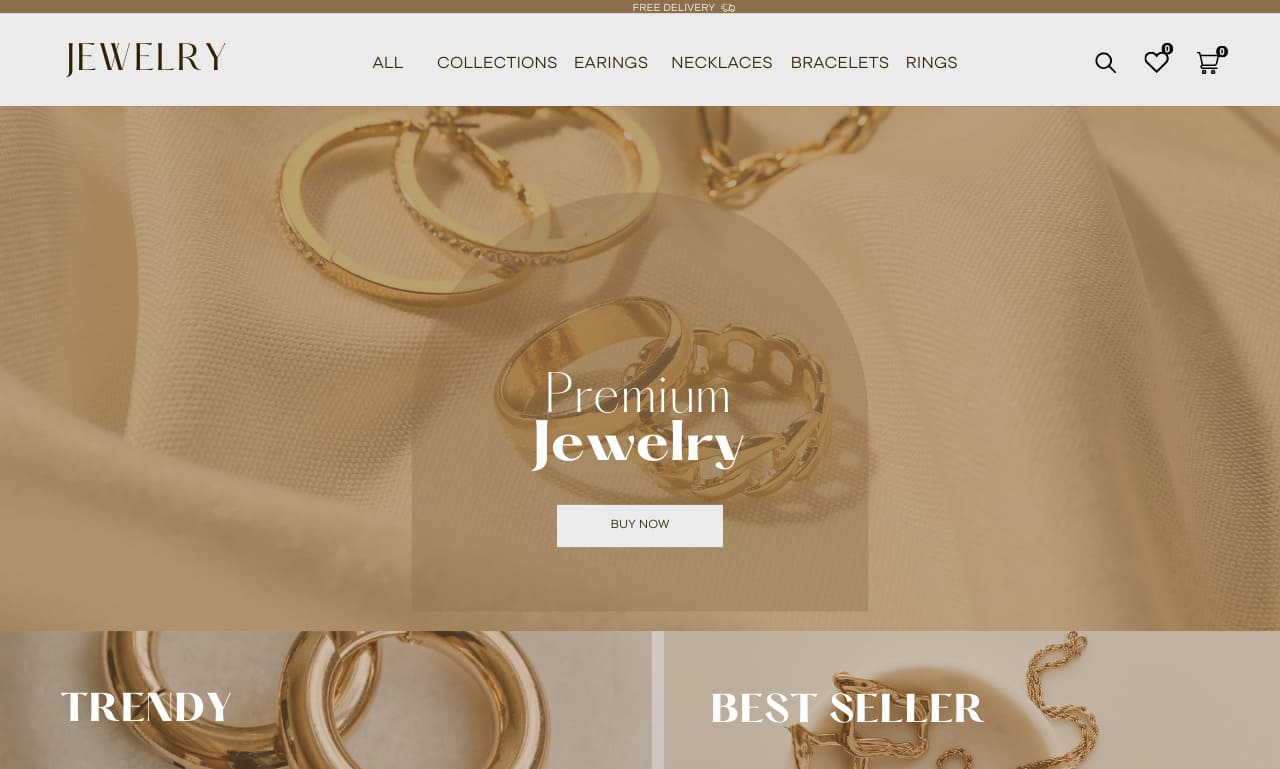 FREE DELIVERY
JEWELRY
ALL COLLECTIONS EARINGS NECKLACES BRACELETS RINGS
0
0
Premium
Jewelry
BUY NOW
TRENDY
BEST SELLER